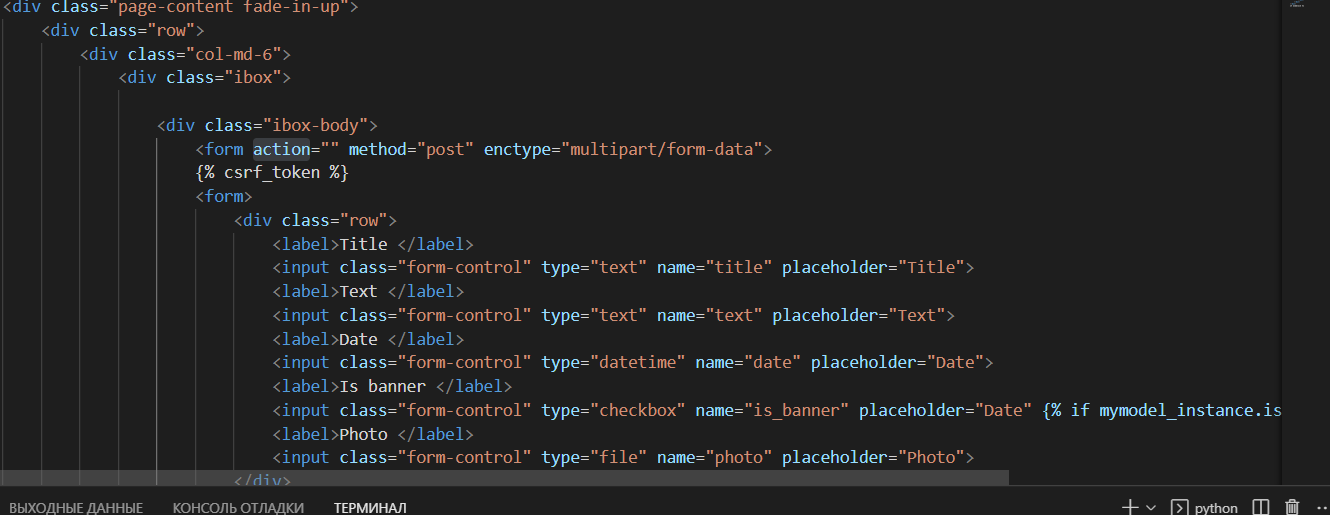 <div class="page-content fade-in-up">
<div class="row">
<div class="col-md-6">
<div class="ibox">
<div class="ibox-body">
<form action="" method="post" enctype="multipart/form-data">
{% csrf_token %}
<form>
<div class="row">
<label>Title </label>
<input class="form-control" type="text" name="title" placeholder="Title">
<label>Text </label>
<input class="form-control" type="text" name="text" placeholder="Text">
<label>Date </label>
<input class="form-control" type="datetime" name="date" placeholder="Date">
<label>Is banner </label>
<input class="form-control" type="checkbox" name="is_banner" placeholder="Date" {% if mymodel_instance.is
<label>Photo </label>
<input class="form-control" type="file" name="photo" placeholder="Photo">
</div>
ВЫХОДНЫЕ ДАННЫЕ КОНСОЛЬ ОТЛАДКИ ТЕРМИНАЛ python